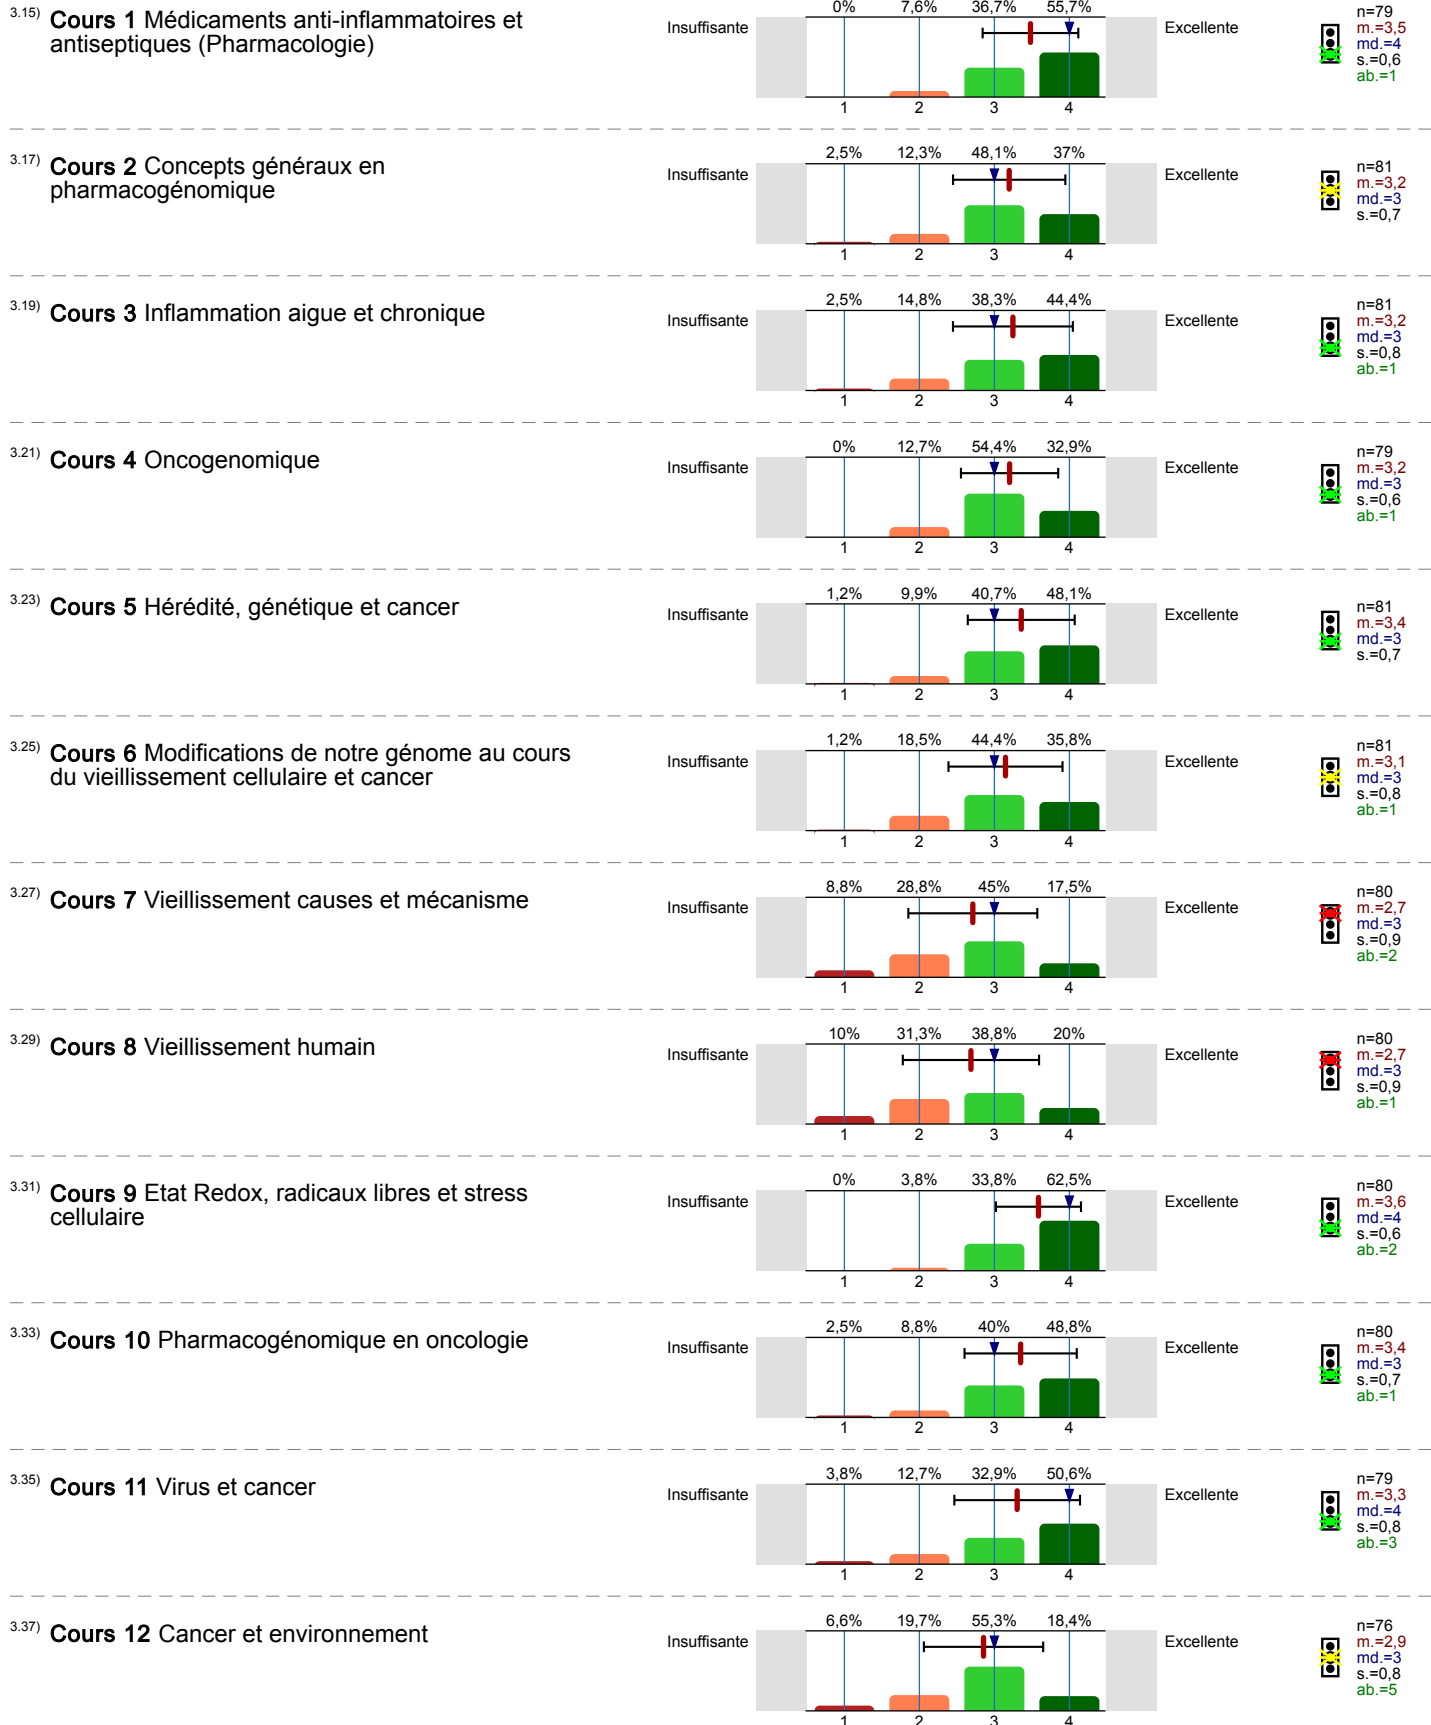 3.15) Cours 1 Médicaments anti-inflammatoires et
antiseptiques (Pharmacologie)
Insuffisante
0% 7,6% 36,7% 55,7%
1 2 3 4
Excellente
n=79
m.=3,5
md.=4
s.=0,6
ab.=1
3.17) Cours 2 Concepts généraux en
pharmacogénomique
Insuffisante
2,5% 12,3% 48,1% 37%
1 2 3 4
Excellente
n=81
m.=3,2
md.=3
s.=0,7
3.19) Cours 3 Inflammation aigue et chronique
Insuffisante
2,5% 14,8% 38,3% 44,4%
1 2 3 4
Excellente
n=81
m.=3,2
md.=3
s.=0,8
ab.=1
3.21) Cours 4 Oncogenomique
Insuffisante
0% 12,7% 54,4% 32,9%
1 2 3 4
Excellente
n=79
m.=3,2
md.=3
s.=0,6
ab.=1
3.23) Cours 5 Hérédité, génétique et cancer
Insuffisante
1,2% 9,9% 40,7% 48,1%
1 2 3 4
Excellente
n=81
m.=3,4
md.=3
s.=0,7
3.25) Cours 6 Modifications de notre génome au cours
du vieillissement cellulaire et cancer
Insuffisante
1,2% 18,5% 44,4% 35,8%
1 2 3 4
Excellente
n=81
m.=3,1
md.=3
s.=0,8
ab.=1
3.27) Cours 7 Vieillissement causes et mécanisme
Insuffisante
8,8% 28,8% 45% 17,5%
1 2 3 4
Excellente
n=80
m.=2,7
md.=3
s.=0,9
ab.=2
3.29) Cours 8 Vieillissement humain
Insuffisante
10% 31,3% 38,8% 20%
1 2 3 4
Excellente
n=80
m.=2,7
md.=3
s.=0,9
ab.=1
3.31) Cours 9 Etat Redox, radicaux libres et stress
cellulaire
Insuffisante
0% 3,8% 33,8% 62,5%
1 2 3 4
Excellente
n=80
m.=3,6
md.=4
s.=0,6
ab.=2
3.33) Cours 10 Pharmacogénomique en oncologie
Insuffisante
2,5% 8,8% 40% 48,8%
1 2 3 4
Excellente
n=80
m.=3,4
md.=3
s.=0,7
ab.=1
3.35) Cours 11 Virus et cancer
Insuffisante
3,8% 12,7% 32,9% 50,6%
1 2 3 4
Excellente
n=79
m.=3,3
md.=4
s.=0,8
ab.=3
3.37) Cours 12 Cancer et environnement
Insuffisante
6,6% 19,7% 55,3% 18,4%
1 2 3 4
Excellente
n=76
m.=2,9
md.=3
s.=0,8
ab.=5